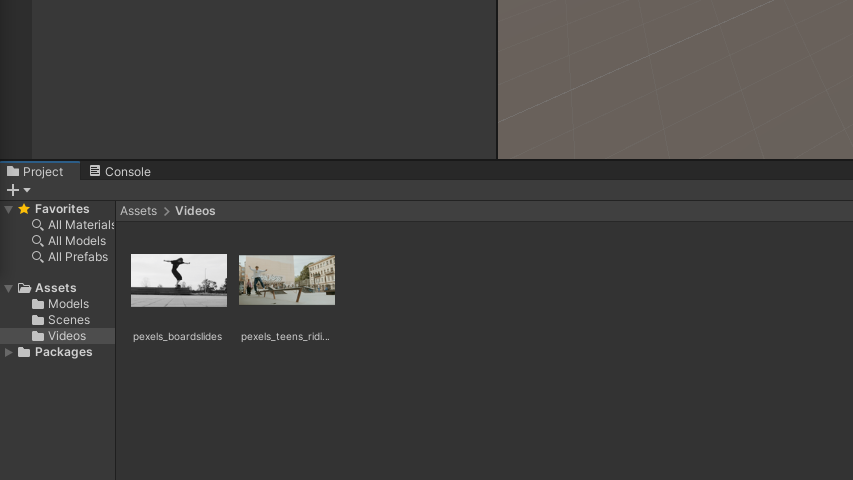 Project
Console
Favorites
All Materials
All Models
All Prefabs
Assets
Models
Scenes
Videos
Packages
Assets > Videos
pexels_boardslides
pexels_teens_ridi...